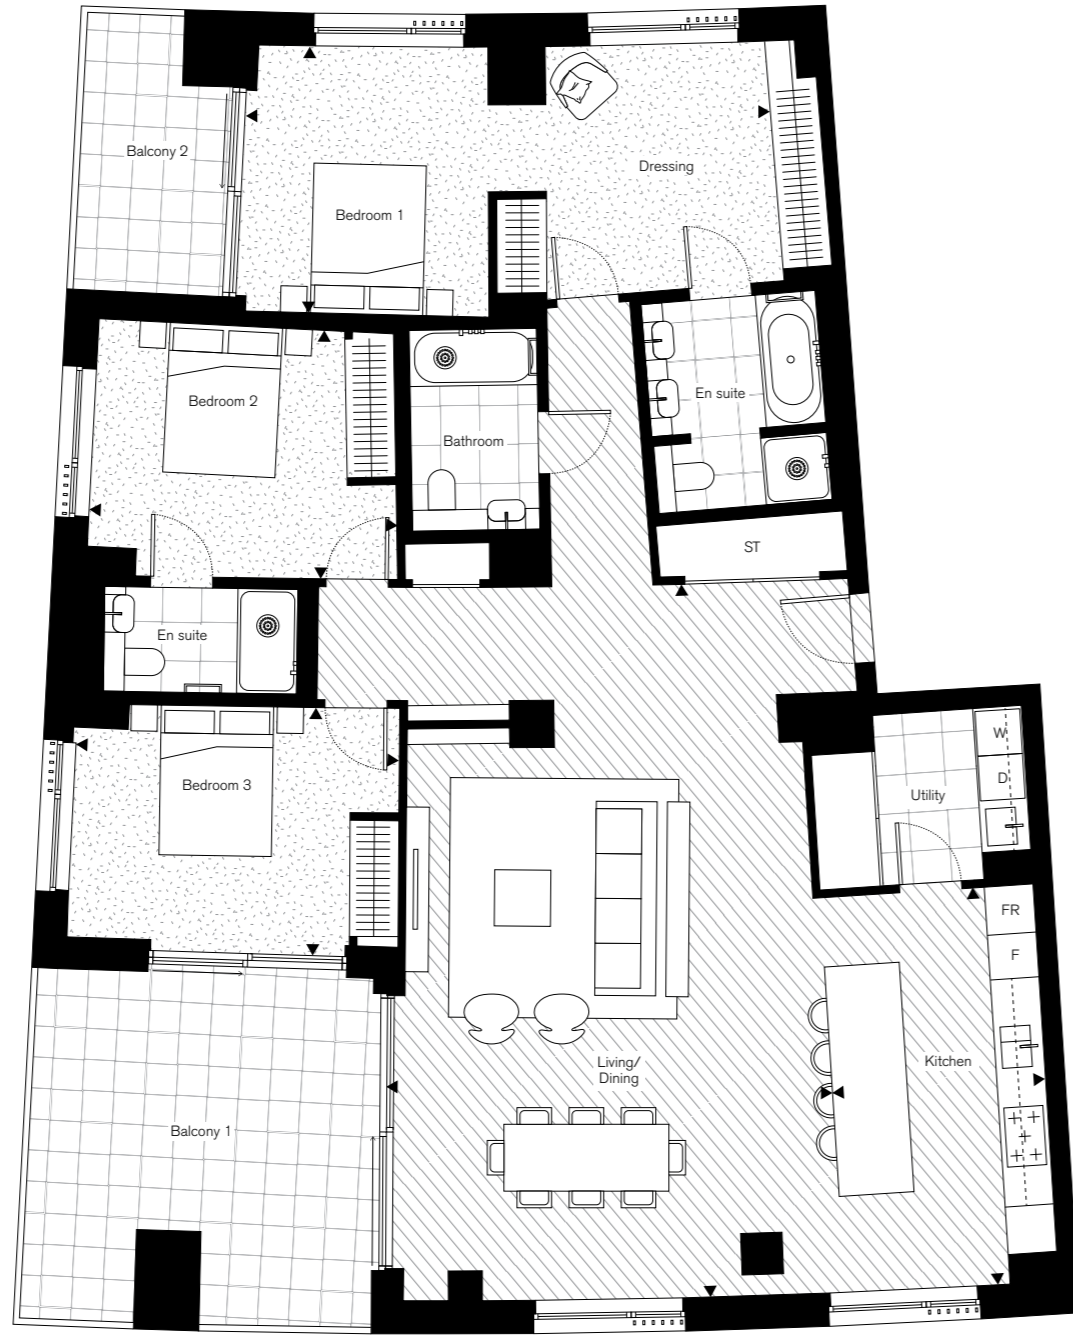 Balcony 2
Dressing
Bedroom 1
En suite
Bedroom 2
Bathroom
ST
En suite
W
D
Bedroom 3
Utility
FR
F
Living/
Dining
Kitchen
Balcony 1